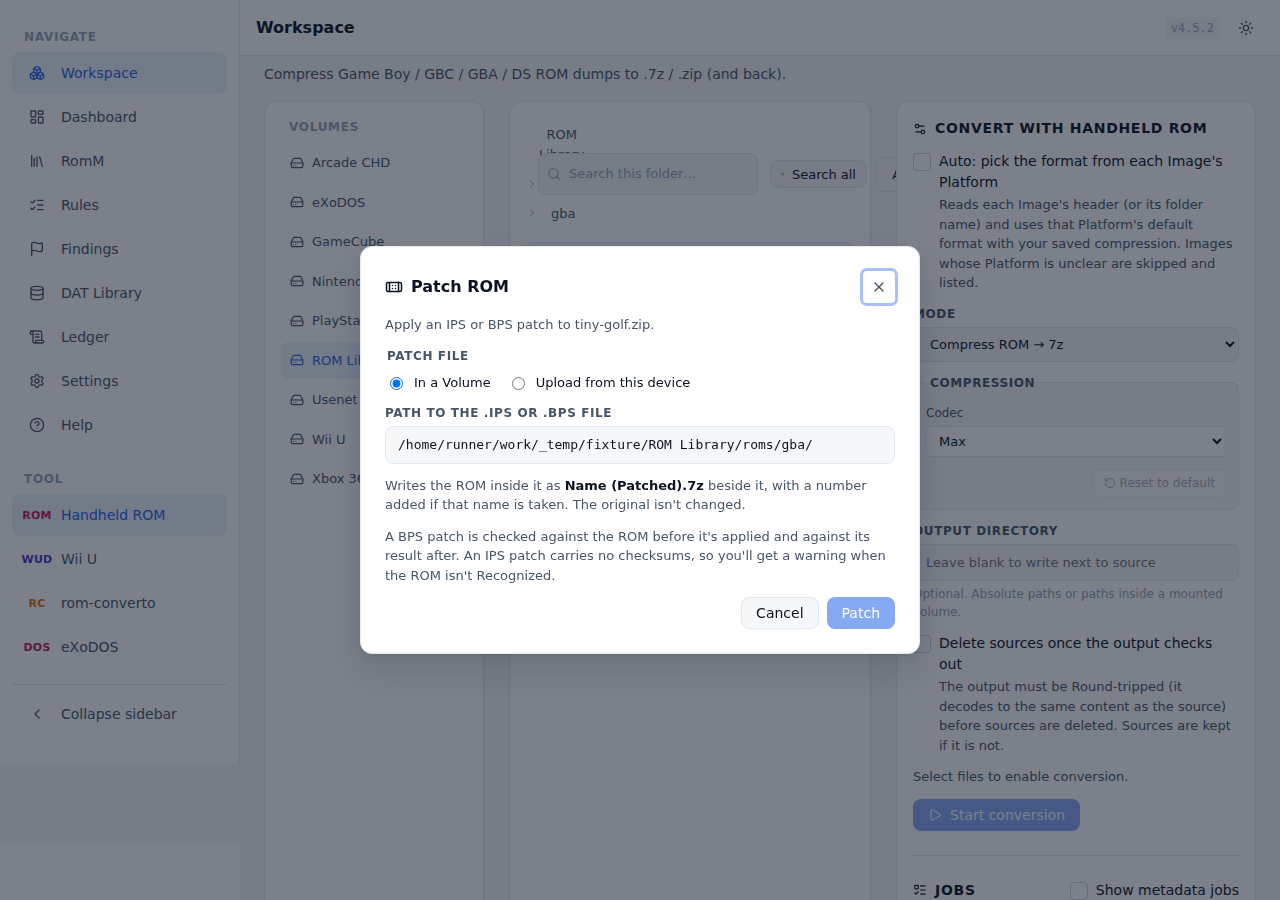 NAVIGATE
Workspace
Dashboard
RomM
Rules
Findings
DAT Library
Ledger
Settings
Help
TOOL
ROM Handheld ROM
WUD Wii U
RC rom-converto
DOS eXoDOS
Collapse sidebar
Workspace
v4.5.2
Compress Game Boy / GBC / GBA / DS ROM dumps to .7z / .zip (and back).
VOLUMES
Arcade CHD
eXoDOS
GameCube
ROM Li
Usenet
Wii U
Xbox 36
ROM
Library
Search this folder…
Search all
gba
Patch ROM
Apply an IPS or BPS patch to tiny-golf.zip.
PATCH FILE
In a Volume
Upload from this device
PATH TO THE .IPS OR .BPS FILE
/home/runner/work/_temp/fixture/ROM Library/roms/gba/
Writes the ROM inside it as Name (Patched).7z beside it, with a number
added if that name is taken. The original isn't changed.
A BPS patch is checked against the ROM before it's applied and against its
result after. An IPS patch carries no checksums, so you'll get a warning when
the ROM isn't Recognized.
Cancel
Patch
CONVERT WITH HANDHELD ROM
Auto: pick the format from each Image's
Platform
Reads each Image's header (or its folder
name) and uses that Platform's default
format with your saved compression. Images
whose Platform is unclear are skipped and
listed.
MODE
Compress ROM → 7z
COMPRESSION
Codec
Max
Reset to default
OUTPUT DIRECTORY
Leave blank to write next to source
Optional. Absolute paths or paths inside a mounted
volume.
Delete sources once the output checks
out
The output must be Round-tripped (it
decodes to the same content as the source)
before sources are deleted. Sources are kept
if it is not.
Select files to enable conversion.
Start conversion
JOBS
Show metadata jobs